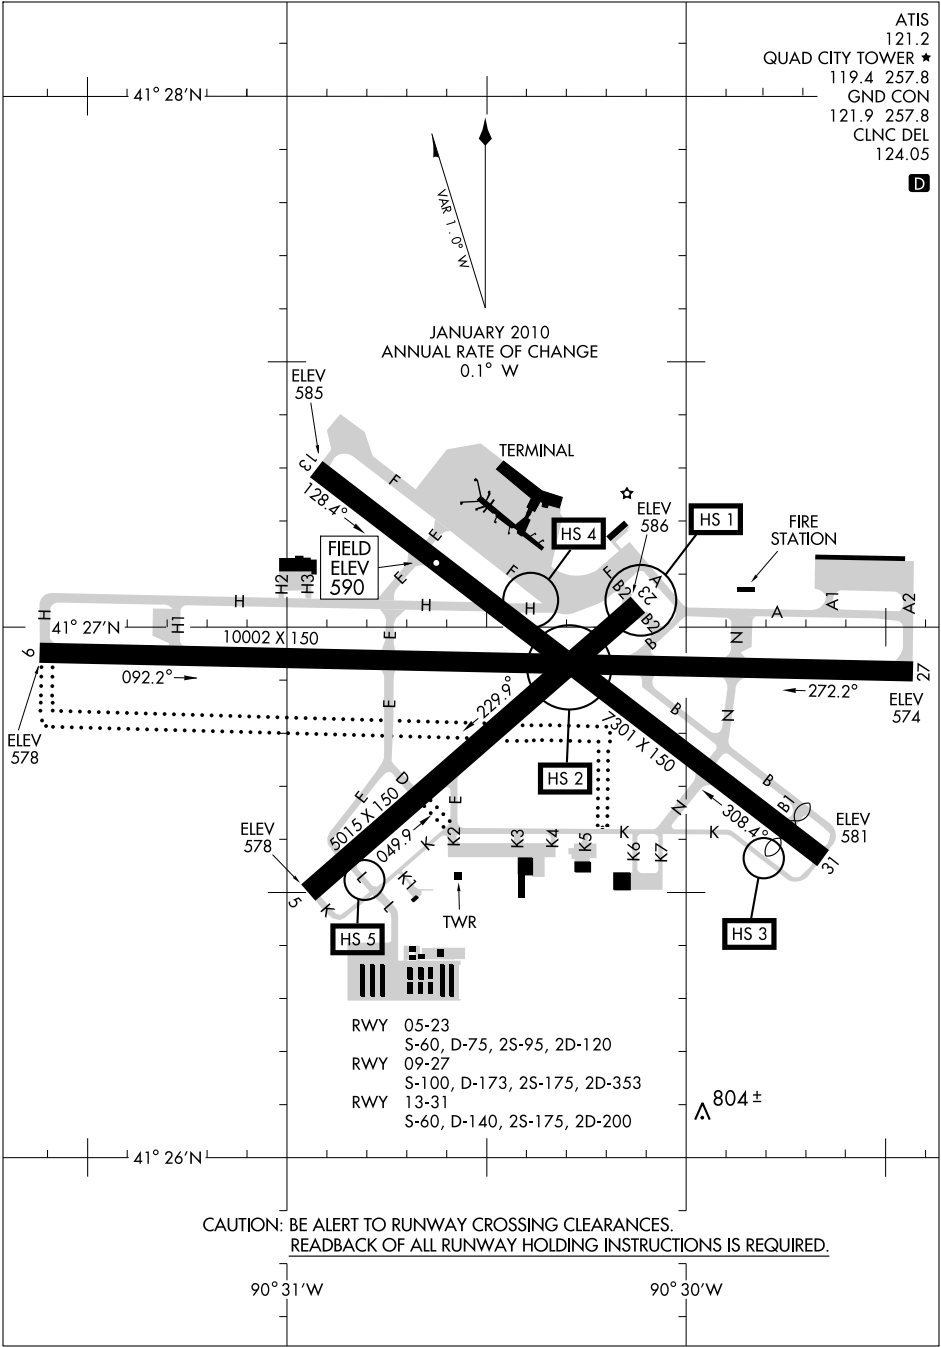 ATIS
121.2
QUAD CITY TOWER ★
119.4 257.8
GND CON
121.9 257.8
CLNC DEL
124.05
D
41° 28'N
VAR 1.0° W
JANUARY 2010
ANNUAL RATE OF CHANGE
0.1° W
ELEV
585
13
128.4°
F
TERMINAL
E
FIELD
ELEV
590
E
HS 4
ELEV
586
HS 1
FIRE
STATION
F
F
B2
A
23
B2
B
H2
H3
H
H
H
H
H1
A
A1
A2
N
41° 27'N
10002 X 150
E
9
092.2°
27
272.2°
ELEV
574
ELEV
578
E
229.9°
HS 2
7301 X 150
B
N
B
B1
N
308.4°
ELEV
581
31
HS 3
E
D
E
5015 X 150
049.9
ELEV
578
5
K
L
L
K1
K
K2
K3
K4
K5
K
K6
K7
K
HS 5
TWR
RWY 05-23
S-60, D-75, 2S-95, 2D-120
RWY 09-27
S-100, D-173, 2S-175, 2D-353
RWY 13-31
S-60, D-140, 2S-175, 2D-200
804 ±
41° 26'N
CAUTION: BE ALERT TO RUNWAY CROSSING CLEARANCES.
READBACK OF ALL RUNWAY HOLDING INSTRUCTIONS IS REQUIRED.
90° 31'W
90° 30'W